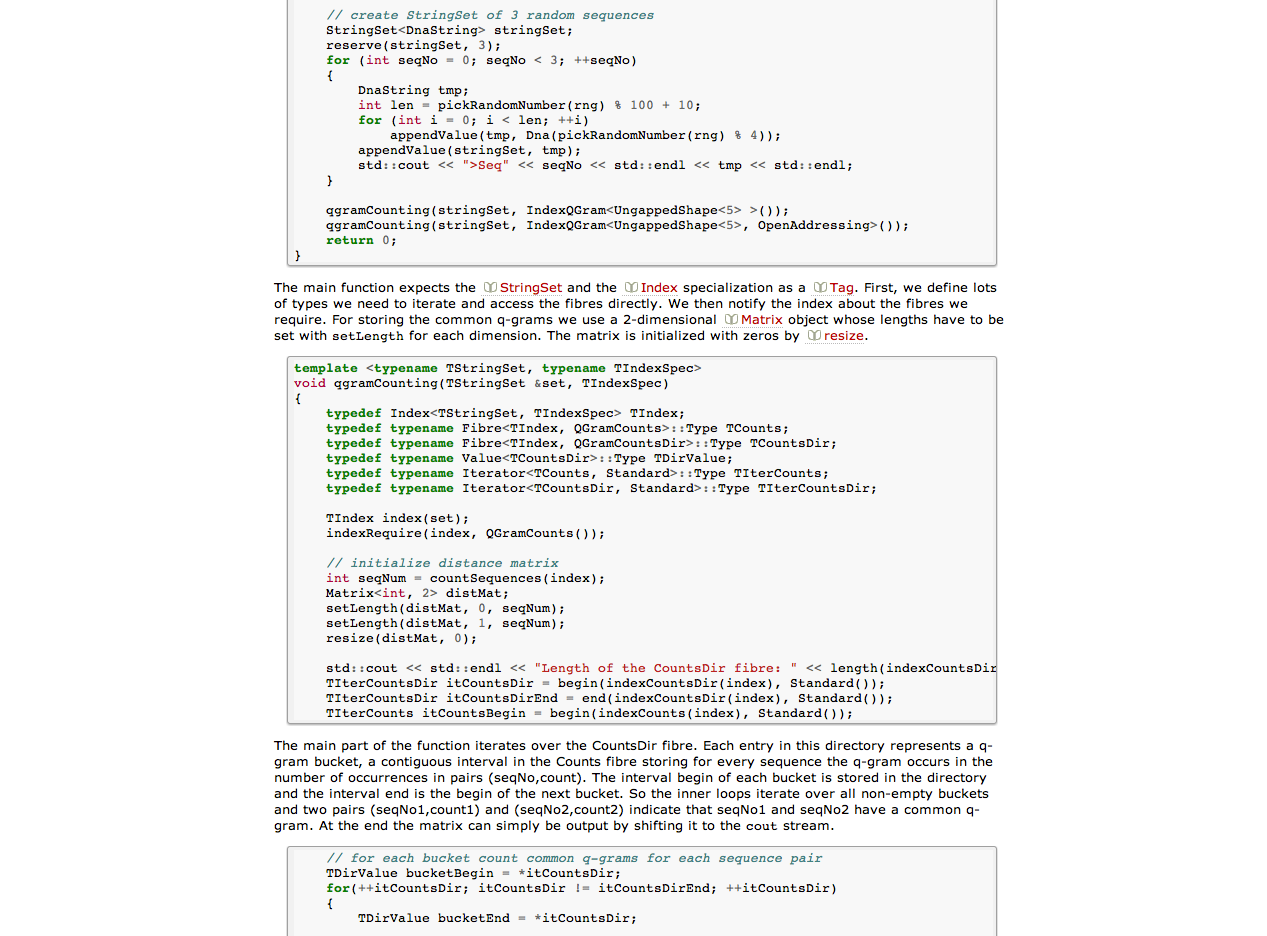 // create StringSet of 3 random sequences
StringSet<DnaString> stringSet;
reserve(stringSet, 3);
for (int seqNo = 0; seqNo < 3; ++seqNo)
{
DnaString tmp;
int len = pickRandomNumber(rng) % 100 + 10;
for (int i = 0; i < len; ++i)
appendValue(tmp, Dna(pickRandomNumber(rng) % 4));
appendValue(stringSet, tmp);
std::cout << ">Seq" << seqNo << std::endl << tmp << std::endl;
}
qgramCounting(stringSet, IndexQGram<UngappedShape<5> >());
qgramCounting(stringSet, IndexQGram<UngappedShape<5>, OpenAddressing>());
return 0;
}
The main function expects the StringSet and the Index specialization as a Tag. First, we define lots
of types we need to iterate and access the fibres directly. We then notify the index about the fibres we
require. For storing the common q-grams we use a 2-dimensional Matrix object whose lengths have to be
set with setLength for each dimension. The matrix is initialized with zeros by resize.
template <typename TStringSet, typename TIndexSpec>
void qgramCounting(TStringSet &set, TIndexSpec)
{
typedef Index<TStringSet, TIndexSpec> TIndex;
typedef typename Fibre<TIndex, QGramCounts>::Type TCounts;
typedef typename Fibre<TIndex, QGramCountsDir>::Type TCountsDir;
typedef typename Value<TCountsDir>::Type TDirValue;
typedef typename Iterator<TCounts, Standard>::Type TIterCounts;
typedef typename Iterator<TCountsDir, Standard>::Type TIterCountsDir;
TIndex index(set);
indexRequire(index, QGramCounts());
// initialize distance matrix
int seqNum = countSequences(index);
Matrix<int, 2> distMat;
setLength(distMat, 0, seqNum);
setLength(distMat, 1, seqNum);
resize(distMat, 0);
std::cout << std::endl << "Length of the CountsDir fibre: " << length(indexCountsDir
TIterCountsDir itCountsDir = begin(indexCountsDir(index), Standard());
TIterCountsDir itCountsDirEnd = end(indexCountsDir(index), Standard());
TIterCounts itCountsBegin = begin(indexCounts(index), Standard());
The main part of the function iterates over the CountsDir fibre. Each entry in this directory represents a q-
gram bucket, a contiguous interval in the Counts fibre storing for every sequence the q-gram occurs in the
number of occurrences in pairs (seqNo,count). The interval begin of each bucket is stored in the directory
and the interval end is the begin of the next bucket. So the inner loops iterate over all non-empty buckets
and two pairs (seqNo1,count1) and (seqNo2,count2) indicate that seqNo1 and seqNo2 have a common q-
gram. At the end the matrix can simply be output by shifting it to the cout stream.
// for each bucket count common q-grams for each sequence pair
TDirValue bucketBegin = *itCountsDir;
for(++itCountsDir; itCountsDir != itCountsDirEnd; ++itCountsDir)
{
TDirValue bucketEnd = *itCountsDir;